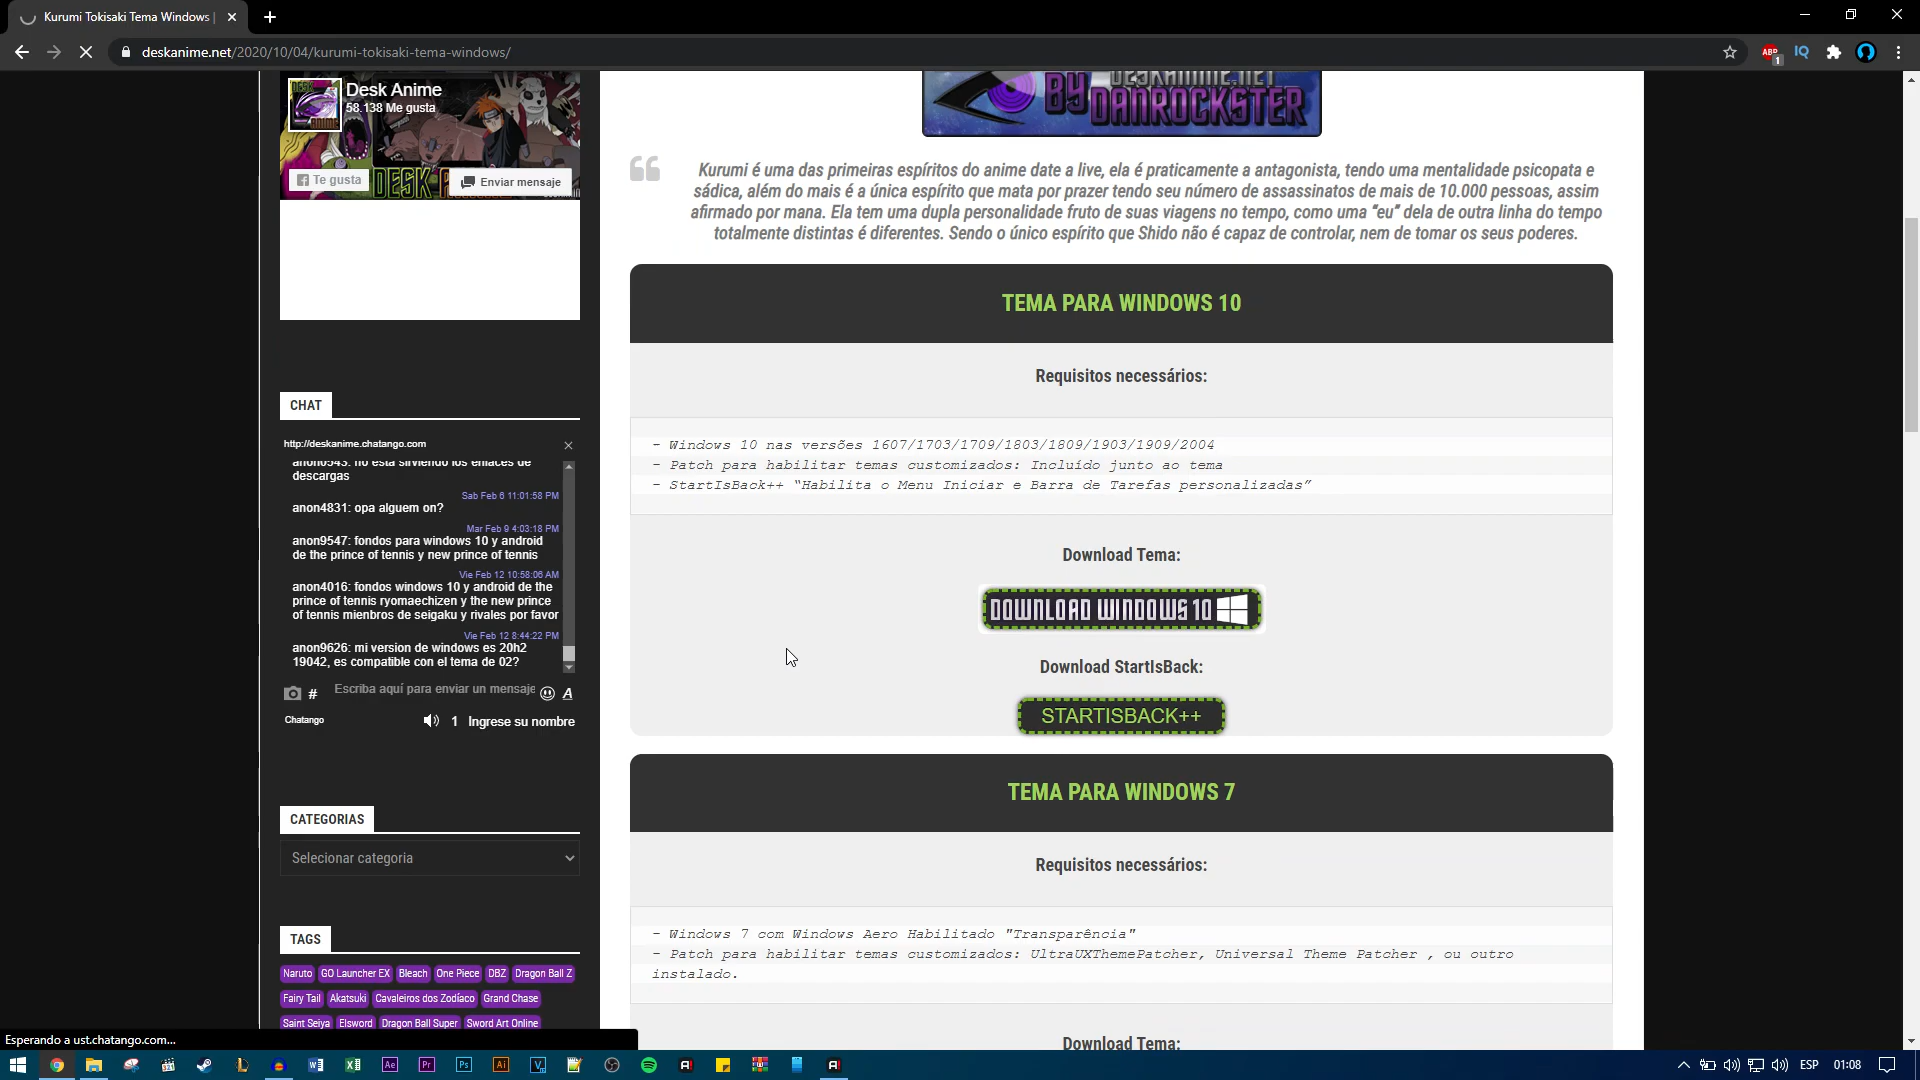 Kurumi Tokisaki Tema Windows |
deskanime.net/2020/10/04/kurumi-tokisaki-tema-windows/
ABP
1
IQ
Desk Anime
58.138 Me gusta
Te gusta
Enviar mensaje
DESKANIME.NET
BY DANROCKSTER
Kurumi é uma das primeiras espíritos do anime date a live, ela é praticamente a antagonista, tendo uma mentalidade psicopata e
sádica, além do mais é a única espírito que mata por prazer tendo seu número de assassinatos de mais de 10.000 pessoas, assim
afirmado por mana. Ela tem uma dupla personalidade fruto de suas viagens no tempo, como uma “eu” dela de outra linha do tempo
totalmente distintas é diferentes. Sendo o único espírito que Shido não é capaz de controlar, nem de tomar os seus poderes.
TEMA PARA WINDOWS 10
Requisitos necessários:
- Windows 10 nas versões 1607/1703/1709/1803/1809/1903/1909/2004
- Patch para habilitar temas customizados: Incluído junto ao tema
- StartIsBack++ “Habilita o Menu Iniciar e Barra de Tarefas personalizadas”
Download Tema:
DOWNLOAD WINDOWS 10
Download StartIsBack:
STARTISBACK++
TEMA PARA WINDOWS 7
Requisitos necessários:
- Windows 7 com Windows Aero Habilitado "Transparência"
- Patch para habilitar temas customizados: UltraUXThemePatcher, Universal Theme Patcher , ou outro
instalado.
Download Tema:
CHAT
http://deskanime.chatango.com
anon0543: no esta sirviendo los enlaces de
descargas
Sab Feb 6 11:01:58 PM
anon4831: opa alguem on?
Mar Feb 9 4:03:18 PM
anon9547: fondos para windows 10 y android
de the prince of tennis y new prince of tennis
Vie Feb 12 10:58:06 AM
anon4016: fondos windows 10 y android de the
prince of tennis ryomaechizen y the new prince
of tennis mienbros de seigaku y rivales por favor
Vie Feb 12 8:44:22 PM
anon9626: mi version de windows es 20h2
19042, es compatible con el tema de 02?
# Escriba aquí para enviar un mensaje A
Chatango
1 Ingrese su nombre
CATEGORIAS
Selecionar categoria
TAGS
Naruto GO Launcher EX Bleach One Piece DBZ Dragon Ball Z
Fairy Tail Akatsuki Cavaleiros dos Zodíaco Grand Chase
Saint Seiya Elsword Dragon Ball Super Sword Art Online
Esperando a ust.chatango.com...
Ae Pr Ps Ai
ESP
01:08